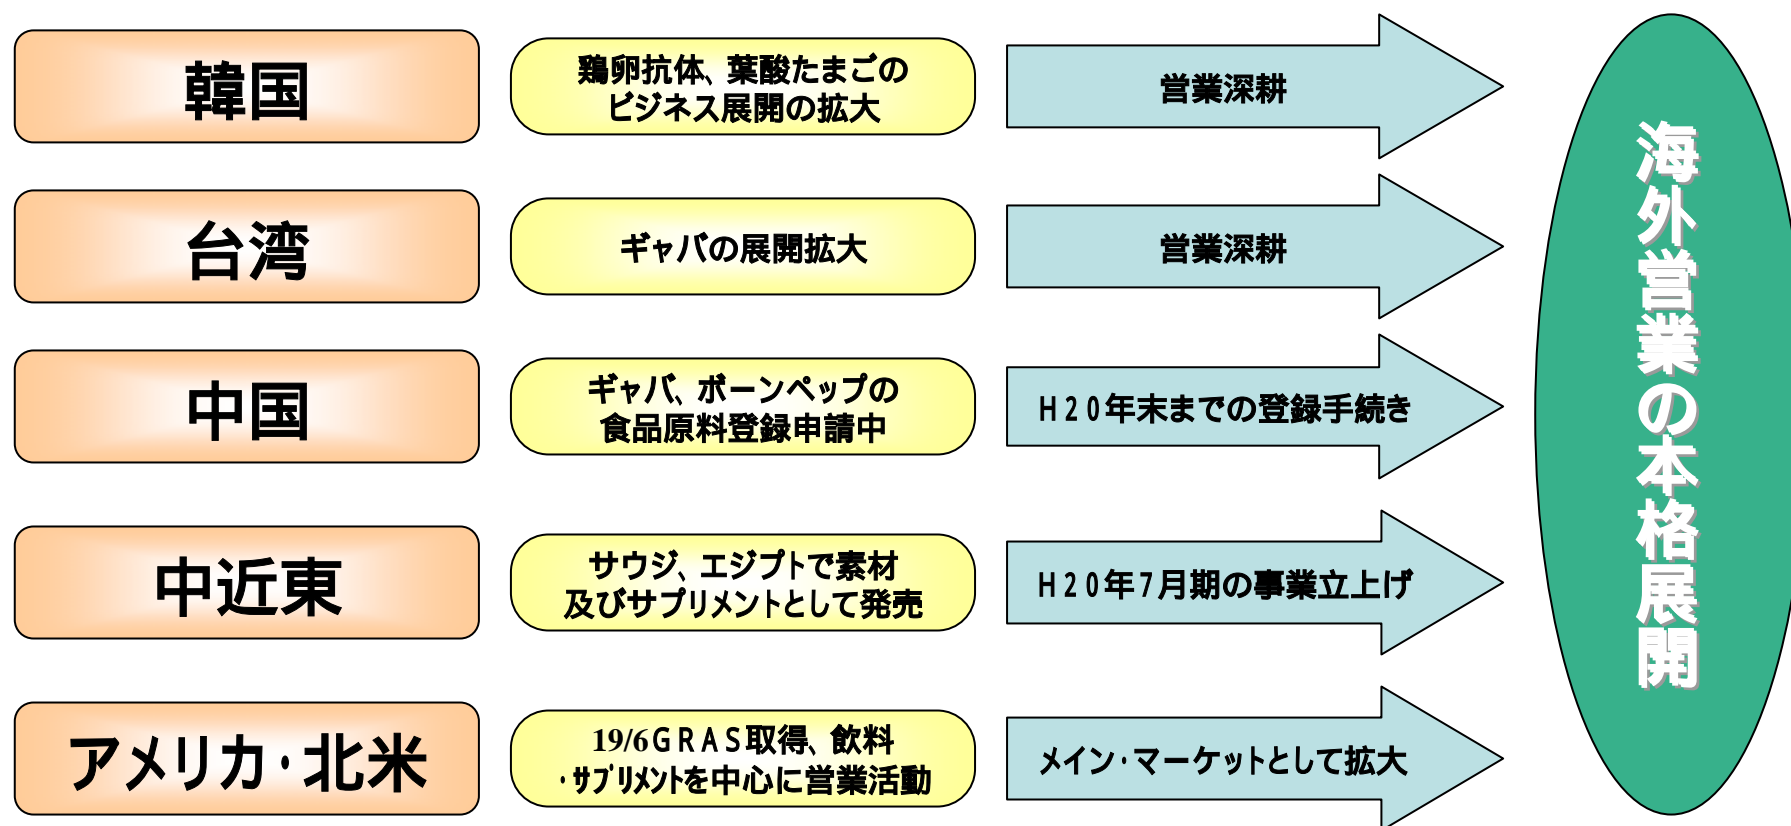 韓国
鶏卵抗体、葉酸たまごの
ビジネス展開の拡大
営業深耕
台湾
ギャバの展開拡大
営業深耕
中国
ギャバ、ボーンペップの
食品原料登録申請中
H20年末までの登録手続き
中近東
サウジ、エジプトで素材
及びサプリメントとして発売
H20年7月期の事業立上げ
アメリカ・北米
19/6GRAS取得、飲料
・サプリメントを中心に営業活動
メイン・マーケットとして拡大
海外営業の本格展開